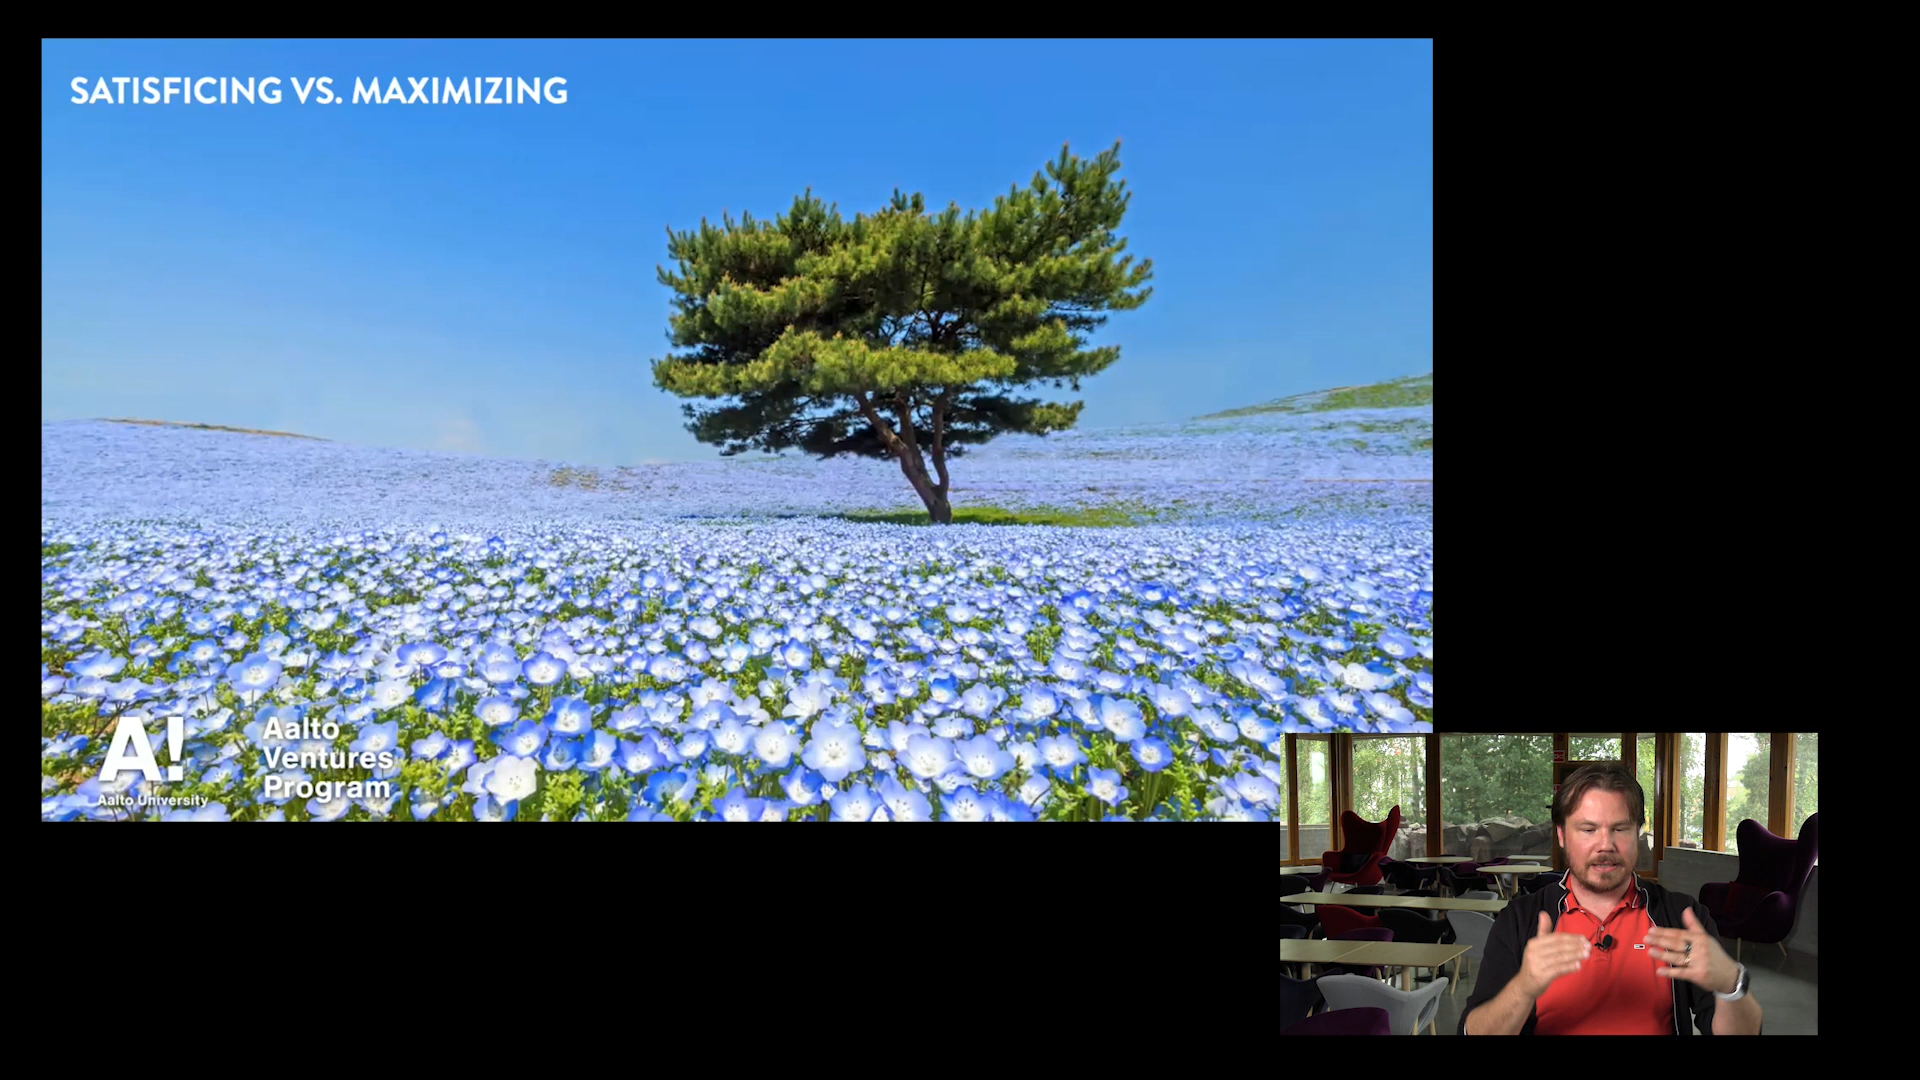 SATISFICING VS. MAXIMIZING
A!
Aalto University
Aalto
Ventures
Program